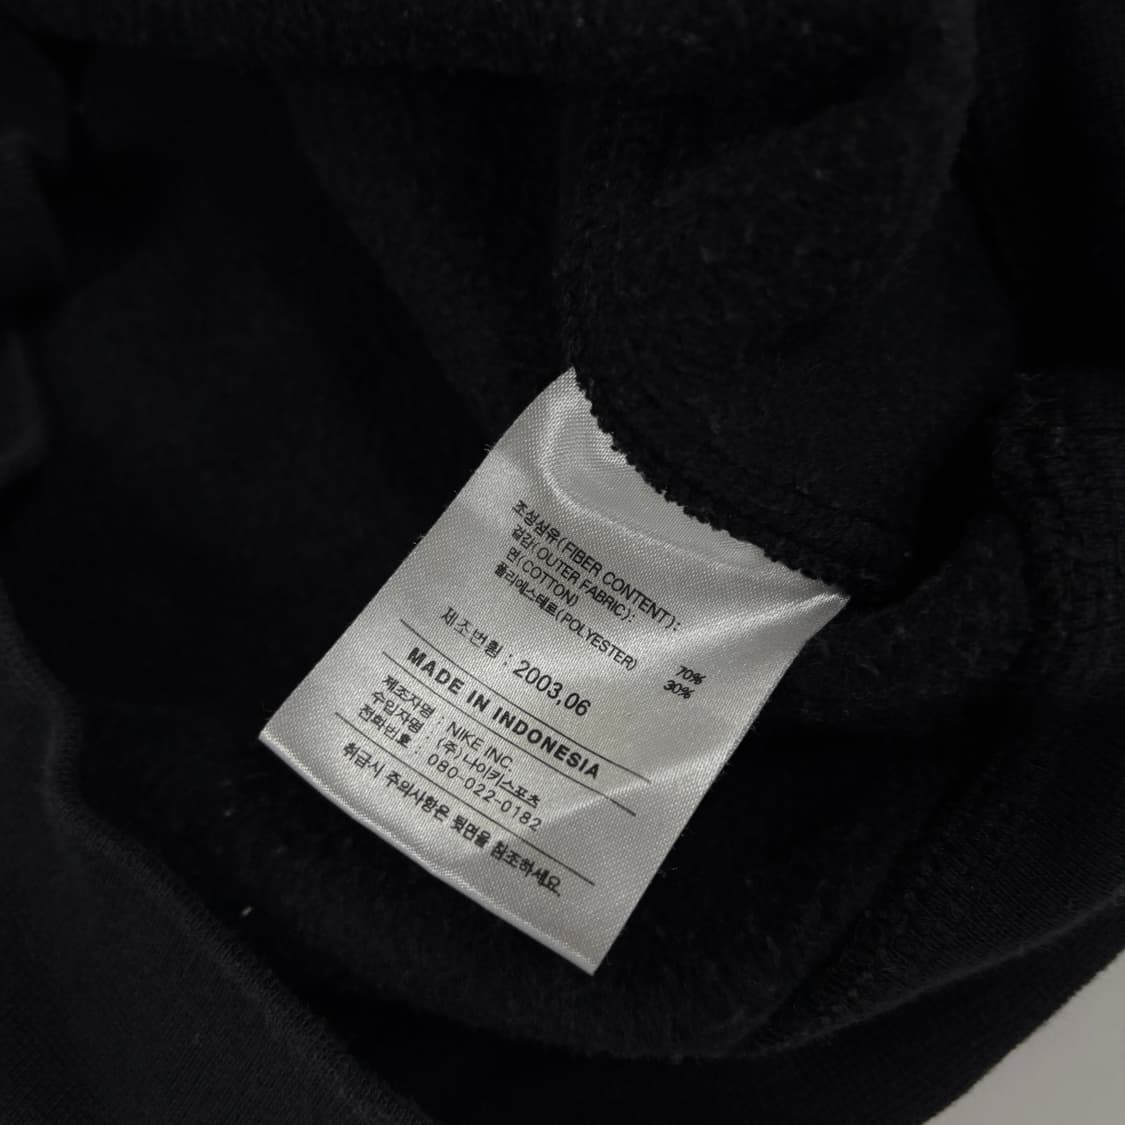 조성섬유(FIBER CONTENT):
겉감(OUTER FABRIC):
면(COTTON) 70%
폴리에스테르(POLYESTER) 30%
제조번월 : 2003.06
MADE IN INDONESIA
제조자명 : NIKE INC.
수입자명 : (주)나이키스포츠
전화번호 : 080-022-0182
취급시 주의사항은 뒷면을 참조하세요.